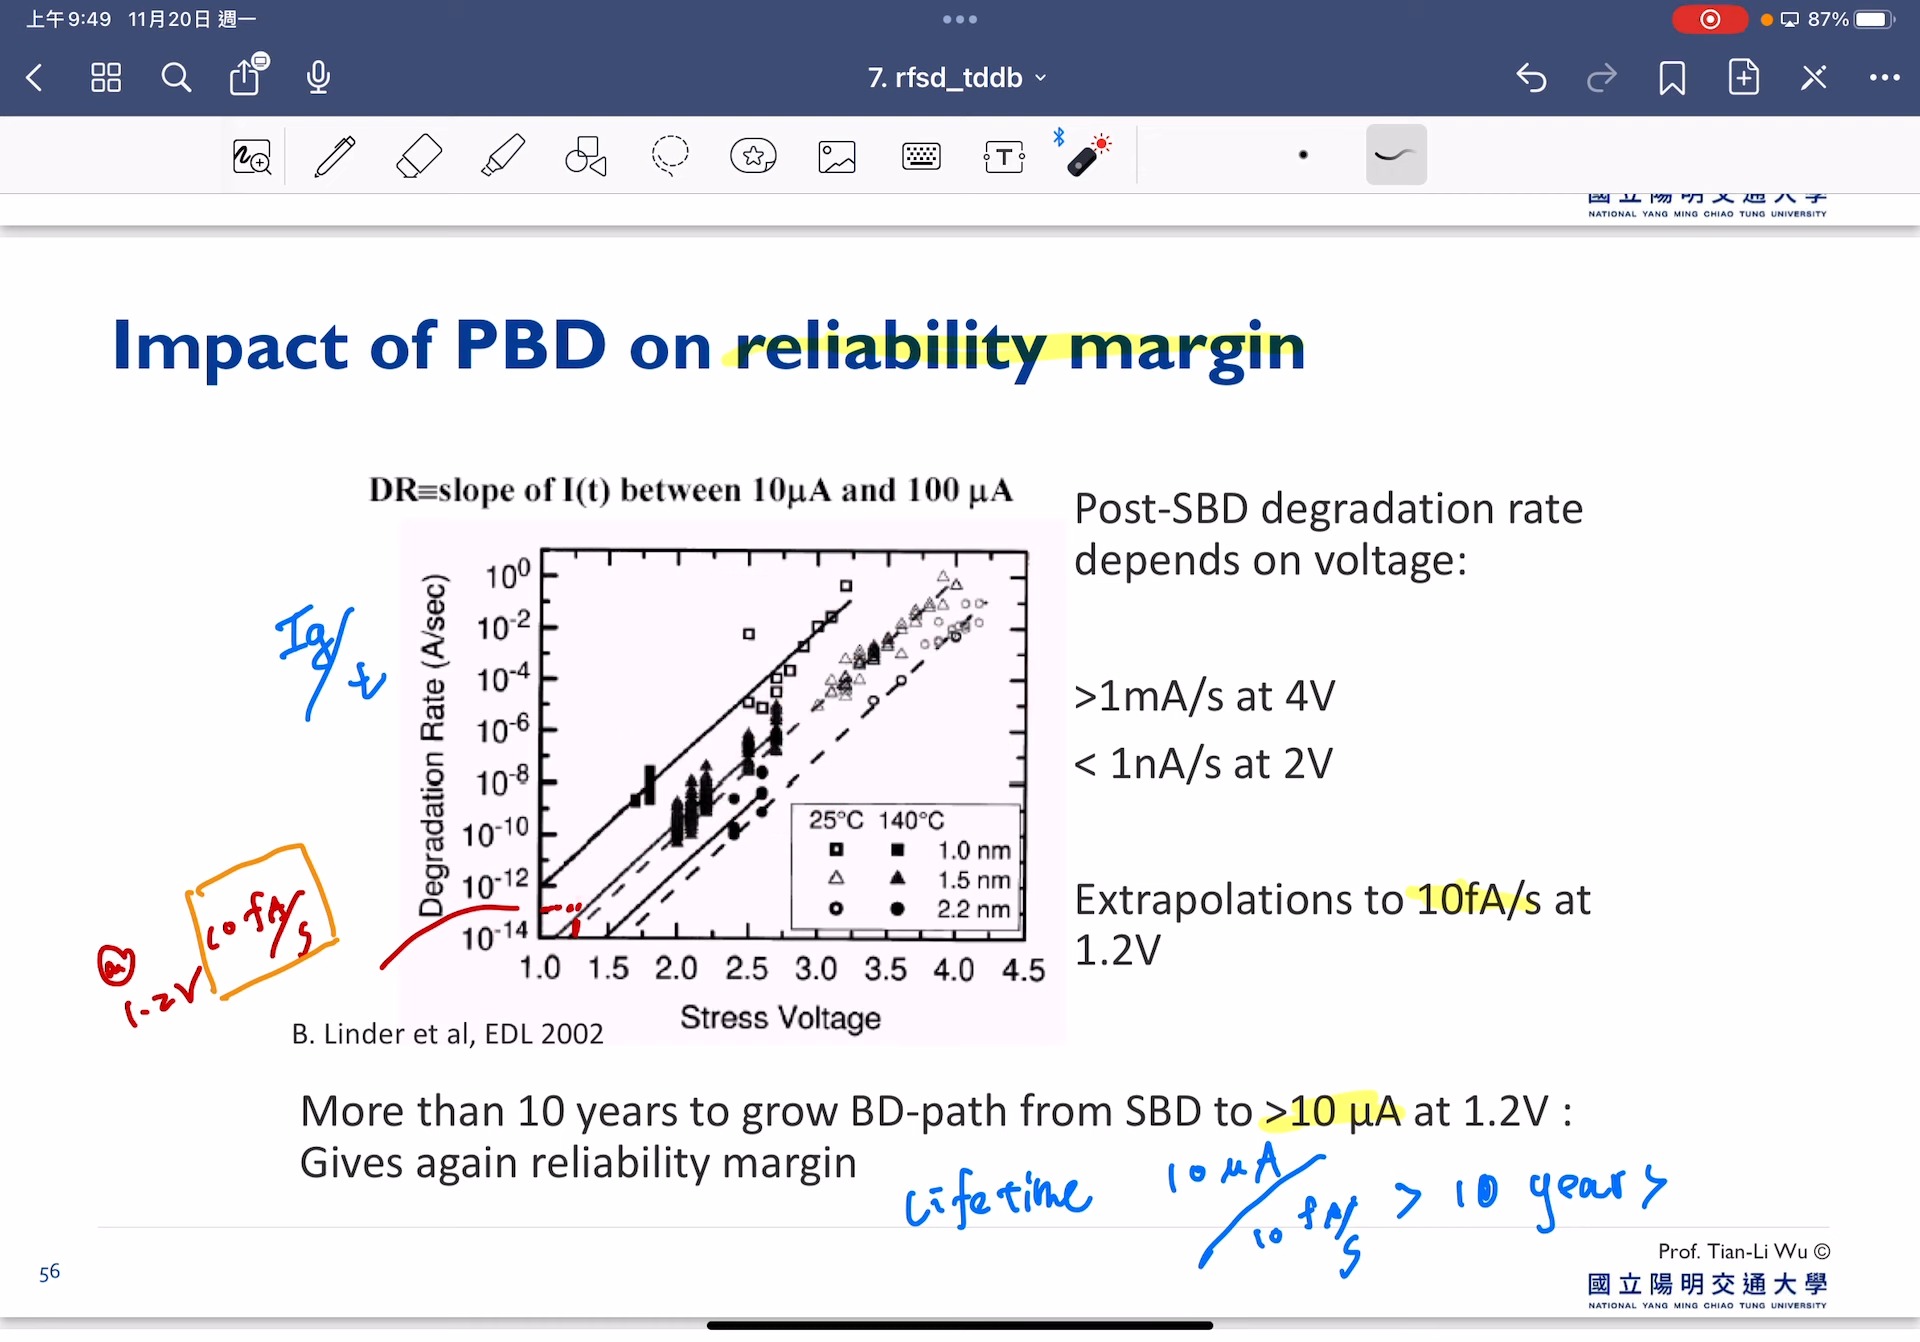 上午9:49 11月20日 週一
87%
7. rfsd_tddb
國立陽明交通大學
NATIONAL YANG MING CHIAO TUNG UNIVERSITY
Impact of PBD on reliability margin
DR≡slope of I(t) between 10µA and 100 µA
Degradation Rate (A/sec)
10⁰
10⁻²
10⁻⁴
10⁻⁶
10⁻⁸
10⁻¹⁰
10⁻¹²
10⁻¹⁴
1.0 1.5 2.0 2.5 3.0 3.5 4.0 4.5
Stress Voltage
25°C 140°C
1.0 nm
1.5 nm
2.2 nm
Ig/t
10 fA/s
@
1.2V
B. Linder et al, EDL 2002
Post-SBD degradation rate
depends on voltage:
>1mA/s at 4V
< 1nA/s at 2V
Extrapolations to 10fA/s at
1.2V
More than 10 years to grow BD-path from SBD to >10 µA at 1.2V :
Gives again reliability margin
Lifetime 10 µA / 10 fA/s > 10 years
56
Prof. Tian-Li Wu ©
國立陽明交通大學
NATIONAL YANG MING CHIAO TUNG UNIVERSITY